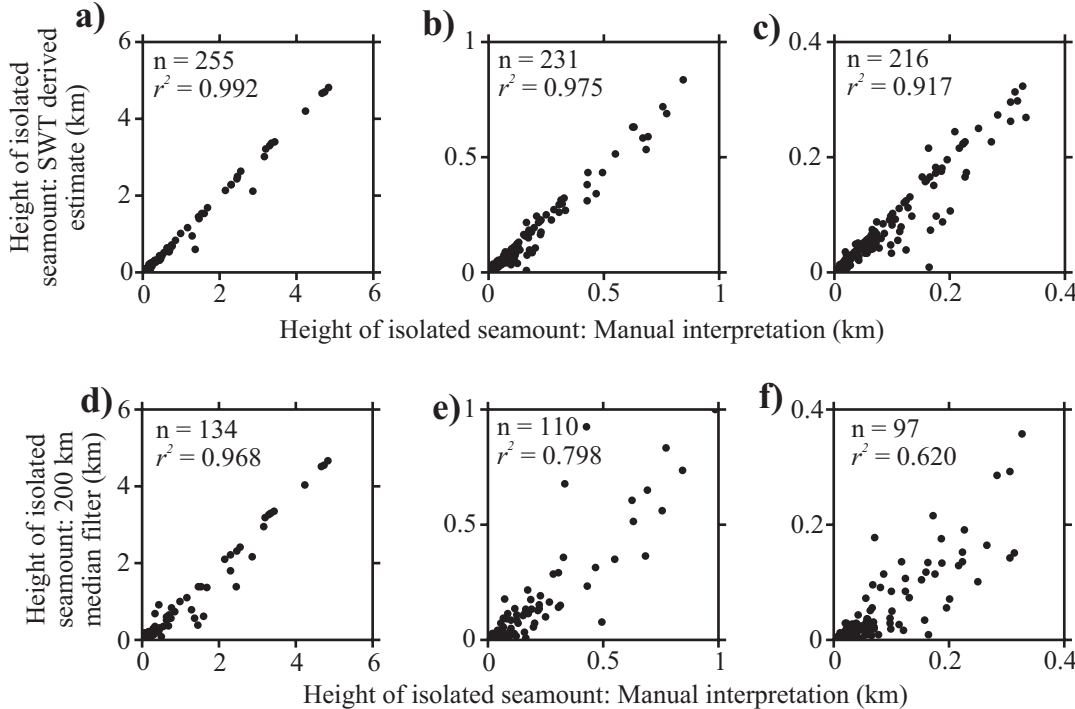 a)
b)
c)
Height of isolated
seamount: SWT derived
estimate (km)
6
4
2
0
n = 255
r² = 0.992
0 2 4 6
1
0.5
0
n = 231
r² = 0.975
0 0.5 1
0.4
0.2
0
n = 216
r² = 0.917
0 0.2 0.4
Height of isolated seamount: Manual interpretation (km)
d)
e)
f)
Height of isolated
seamount: 200 km
median filter (km)
6
4
2
0
n = 134
r² = 0.968
0 2 4 6
1
0.5
0
n = 110
r² = 0.798
0 0.5 1
0.4
0.2
0
n = 97
r² = 0.620
0 0.2 0.4
Height of isolated seamount: Manual interpretation (km)